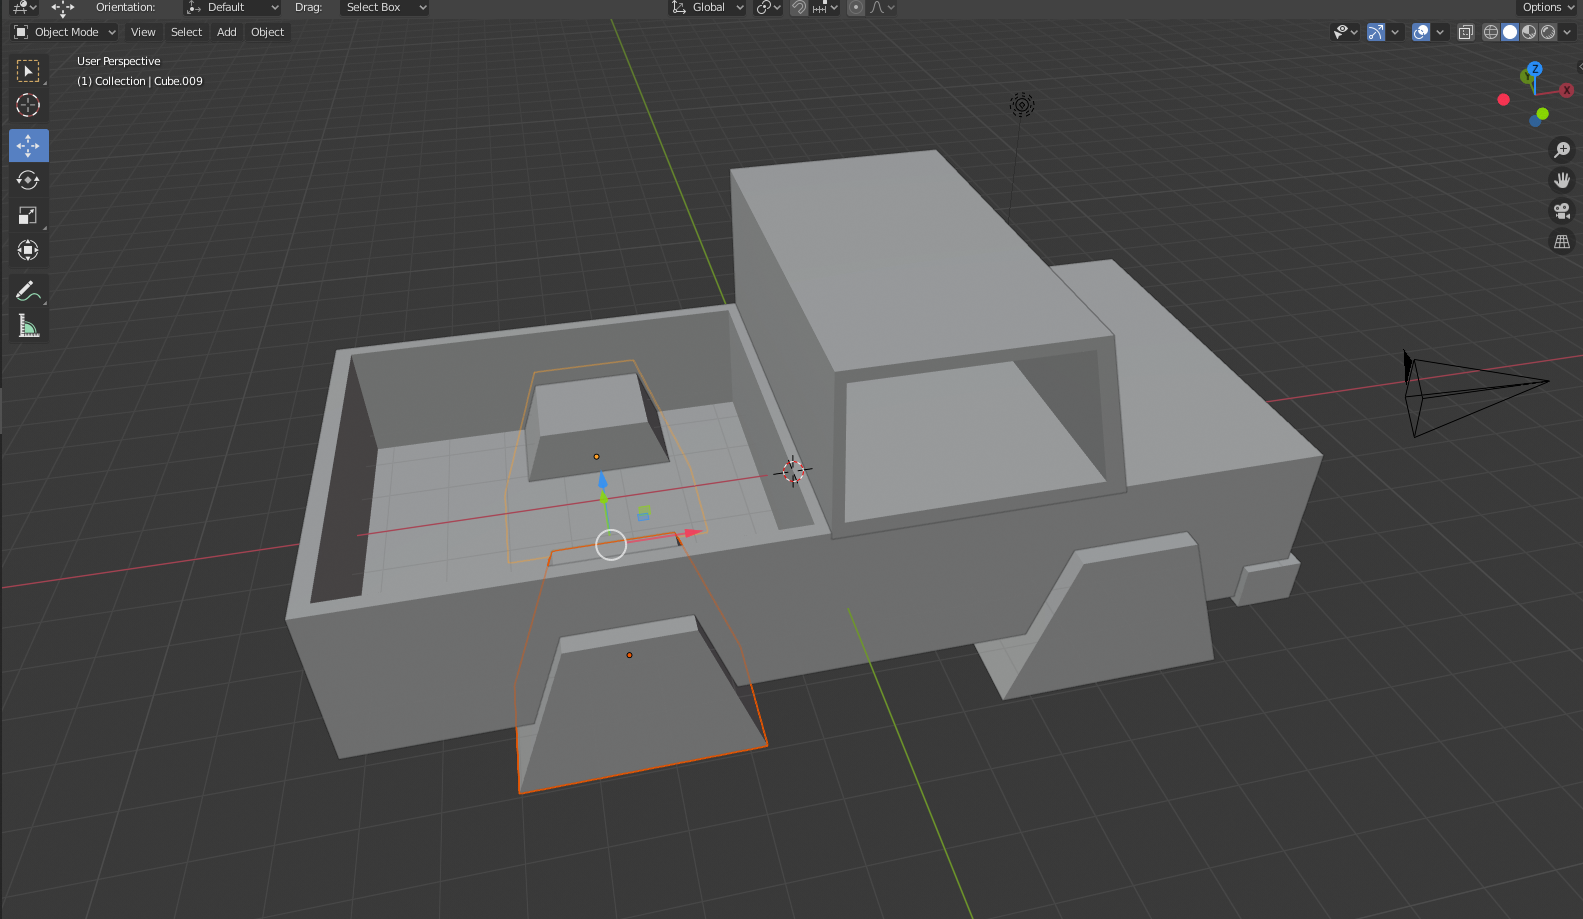 Orientation: Default Drag: Select Box Global Options
Object Mode View Select Add Object
User Perspective
(1) Collection | Cube.009
Z
Y
X